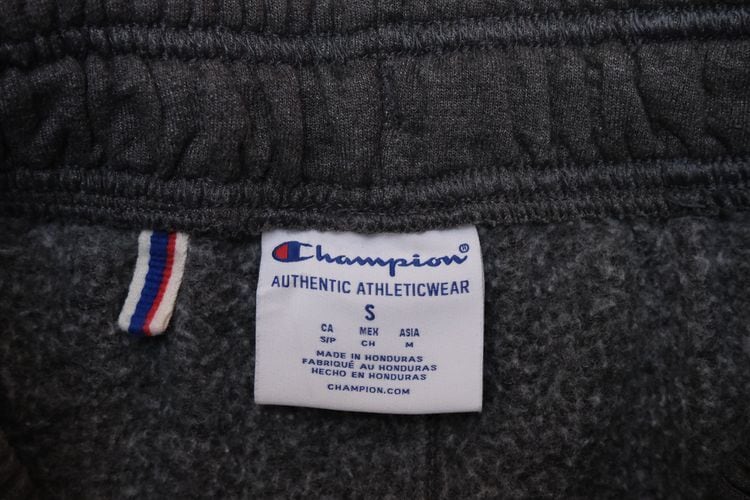 Champion®
AUTHENTIC ATHLETICWEAR
S
CA MEX ASIA
S/P CH M
MADE IN HONDURAS
FABRIQUÉ AU HONDURAS
HECHO EN HONDURAS
CHAMPION.COM